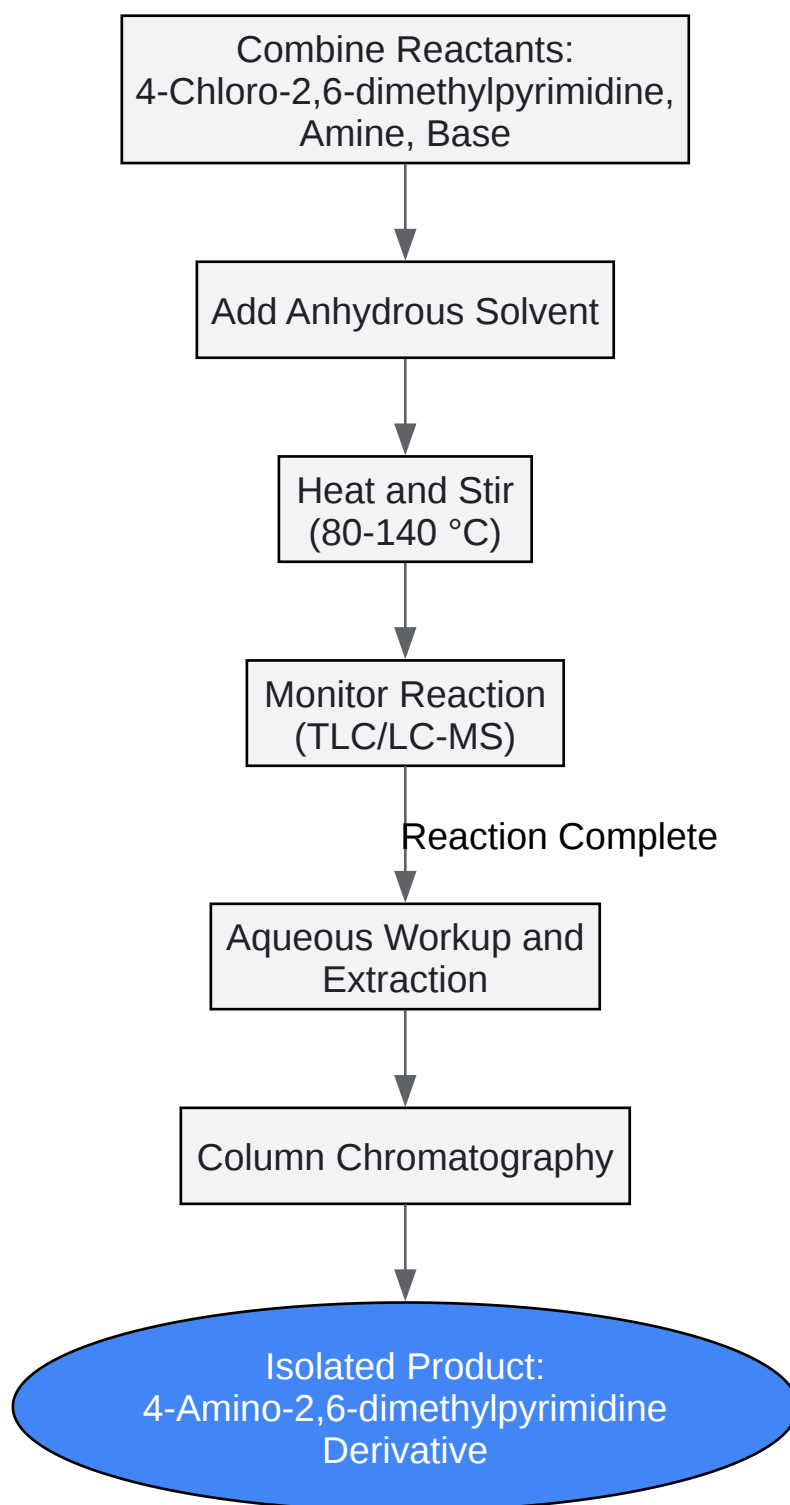 Combine Reactants:
4-Chloro-2,6-dimethylpyrimidine,
Amine, Base
Add Anhydrous Solvent
Heat and Stir
(80-140 °C)
Monitor Reaction
(TLC/LC-MS)
Reaction Complete
Aqueous Workup and
Extraction
Column Chromatography
Isolated Product:
4-Amino-2,6-dimethylpyrimidine
Derivative